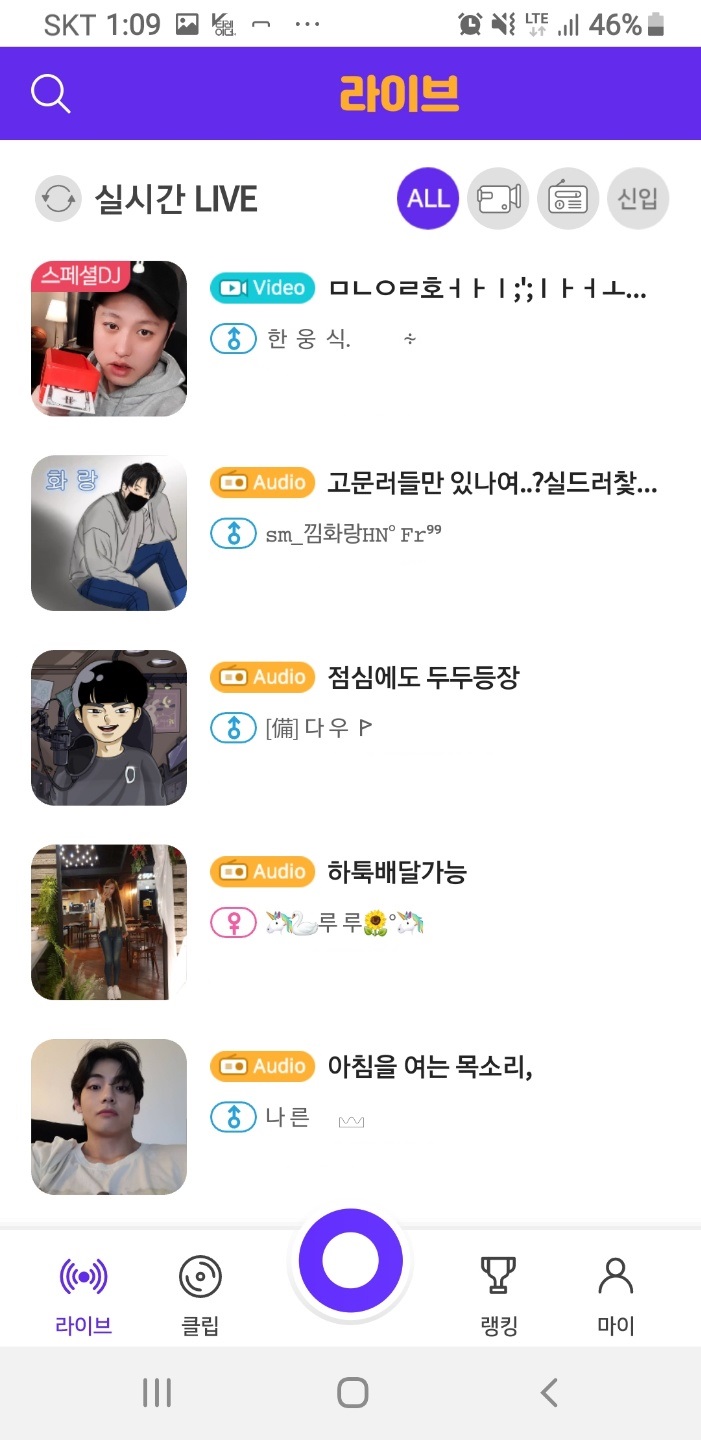 SKT 1:09 LTE 46%
라이브
실시간 LIVE ALL 신입
스페셜DJ
Video ㅁㄴㅇㄹ호ㅓㅏㅣ;';ㅣㅏㅓㅗ...
한 웅 식. ÷
화 랑
Audio 고문러들만 있나여..?실드러찿...
sm_낌화랑HN° Fr⁹⁹
Audio 점심에도 두두등장
[備] 다 우
Audio 하툭배달가능
루 루
Audio 아침을 여는 목소리,
나 른
라이브 클립 랭킹 마이